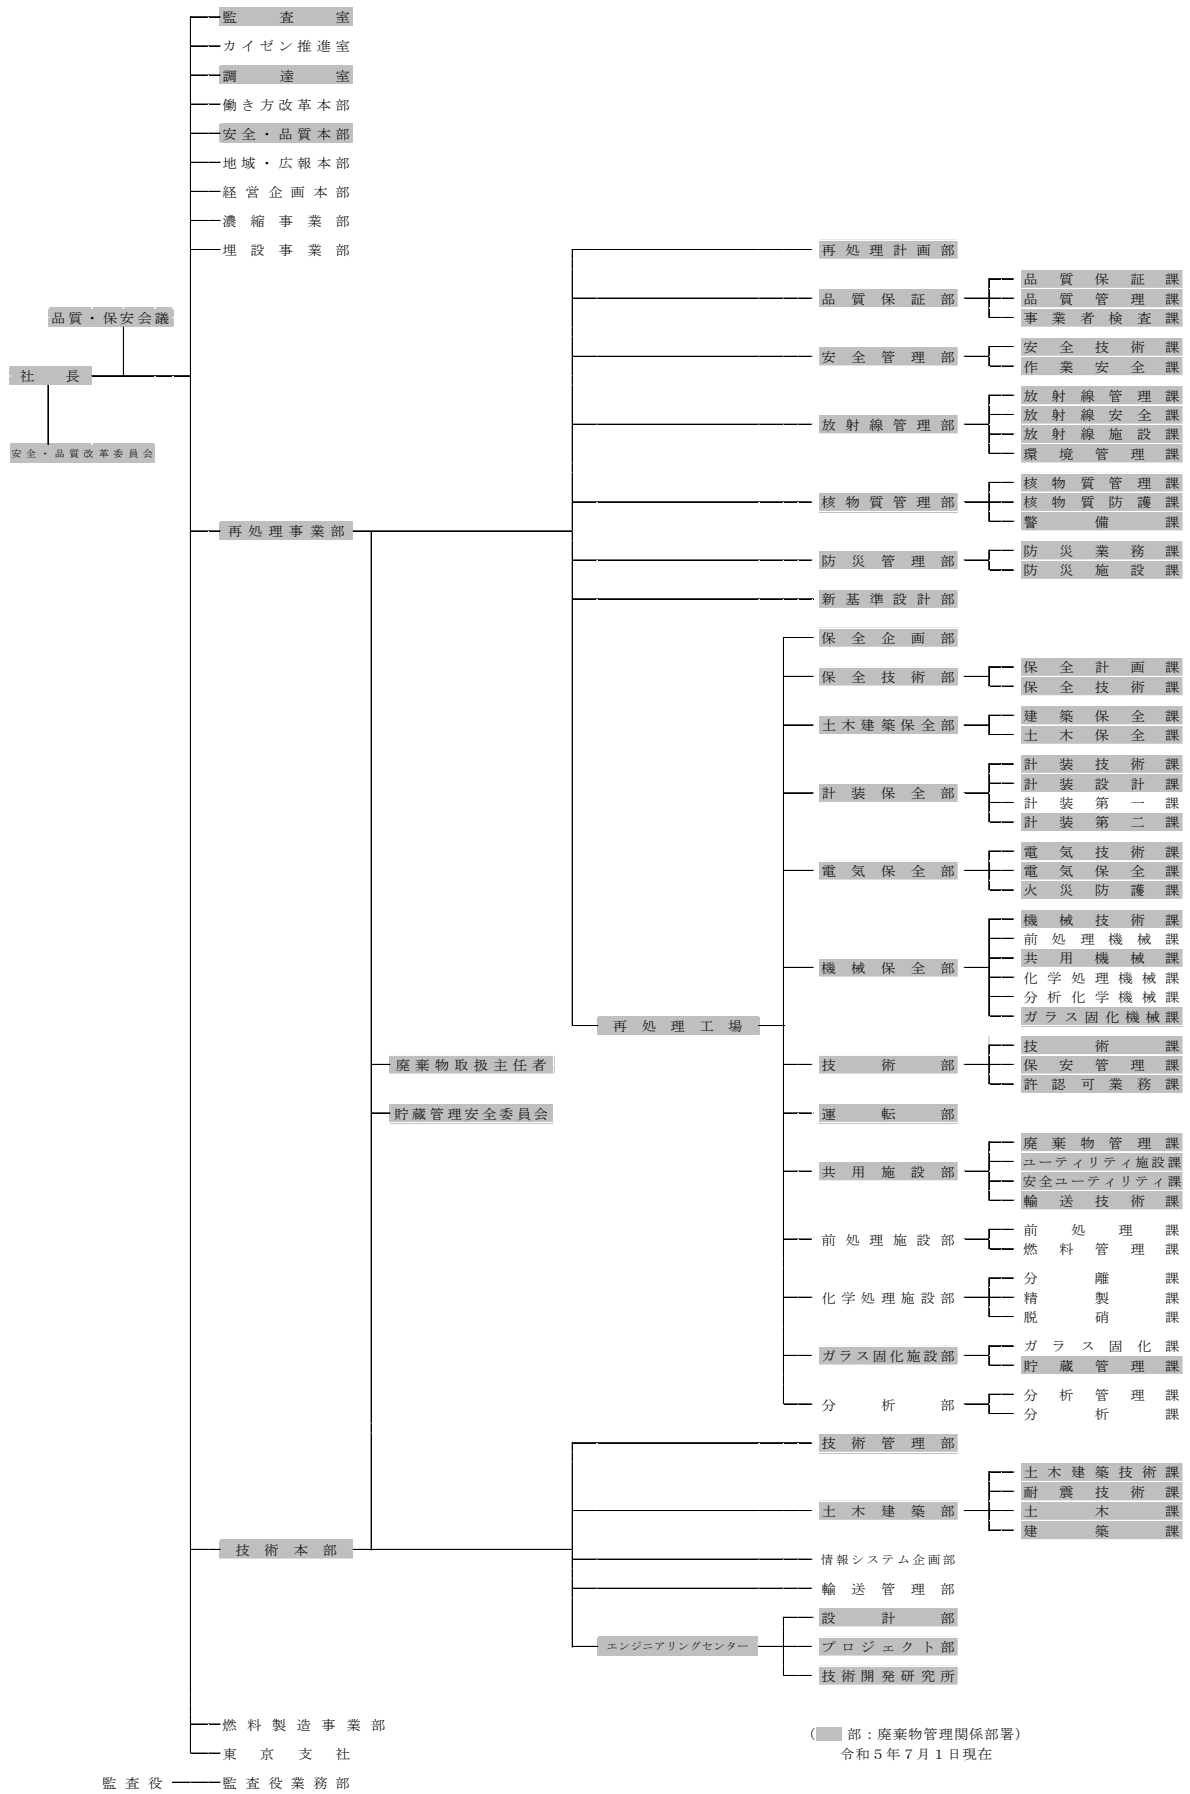 監査室
カイゼン推進室
調達室
働き方改革本部
安全・品質本部
地域・広報本部
経営企画本部
濃縮事業部
埋設事業部
品質・保安会議
社長
安全・品質改革委員会
再処理事業部
再処理計画部
品質保証部
品質保証課
品質管理課
事業者検査課
安全管理部
安全技術課
作業安全課
放射線管理部
放射線管理課
放射線安全課
放射線施設課
環境管理課
核物質管理部
核物質管理課
核物質防護課
警備課
防災管理部
防災業務課
防災施設課
新基準設計部
再処理工場
保全企画部
保全技術部
保全計画課
保全技術課
土木建築保全部
建築保全課
土木保全課
計装保全部
計装技術課
計装設計課
計装第一課
計装第二課
電気保全部
電気技術課
電気保全課
火災防護課
機械保全部
機械技術課
前処理機械課
共用機械課
化学処理機械課
分析化学機械課
ガラス固化機械課
技術部
技術課
保安管理課
許認可業務課
運転部
共用施設部
廃棄物管理課
ユーティリティ施設課
安全ユーティリティ課
輸送技術課
前処理施設部
前処理課
燃料管理課
化学処理施設部
分離課
精製課
脱硝課
ガラス固化施設部
ガラス固化課
貯蔵管理課
分析部
分析管理課
分析課
廃棄物取扱主任者
貯蔵管理安全委員会
技術本部
技術管理部
土木建築部
土木建築技術課
耐震技術課
土木課
建築課
情報システム企画部
輸送管理部
エンジニアリングセンター
設計部
プロジェクト部
技術開発研究所
燃料製造事業部
東京支社
監査役
監査役業務部
（ 部：廃棄物管理関係部署）
令和５年７月１日現在